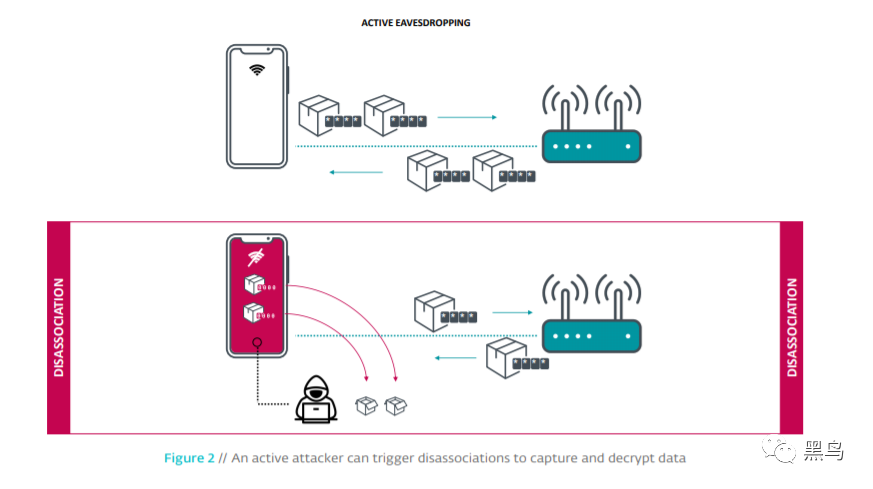 ACTIVE EAVESDROPPING
DISASSOCIATION
DISASSOCIATION
Figure 2 // An active attacker can trigger disassociations to capture and decrypt data
黑鸟